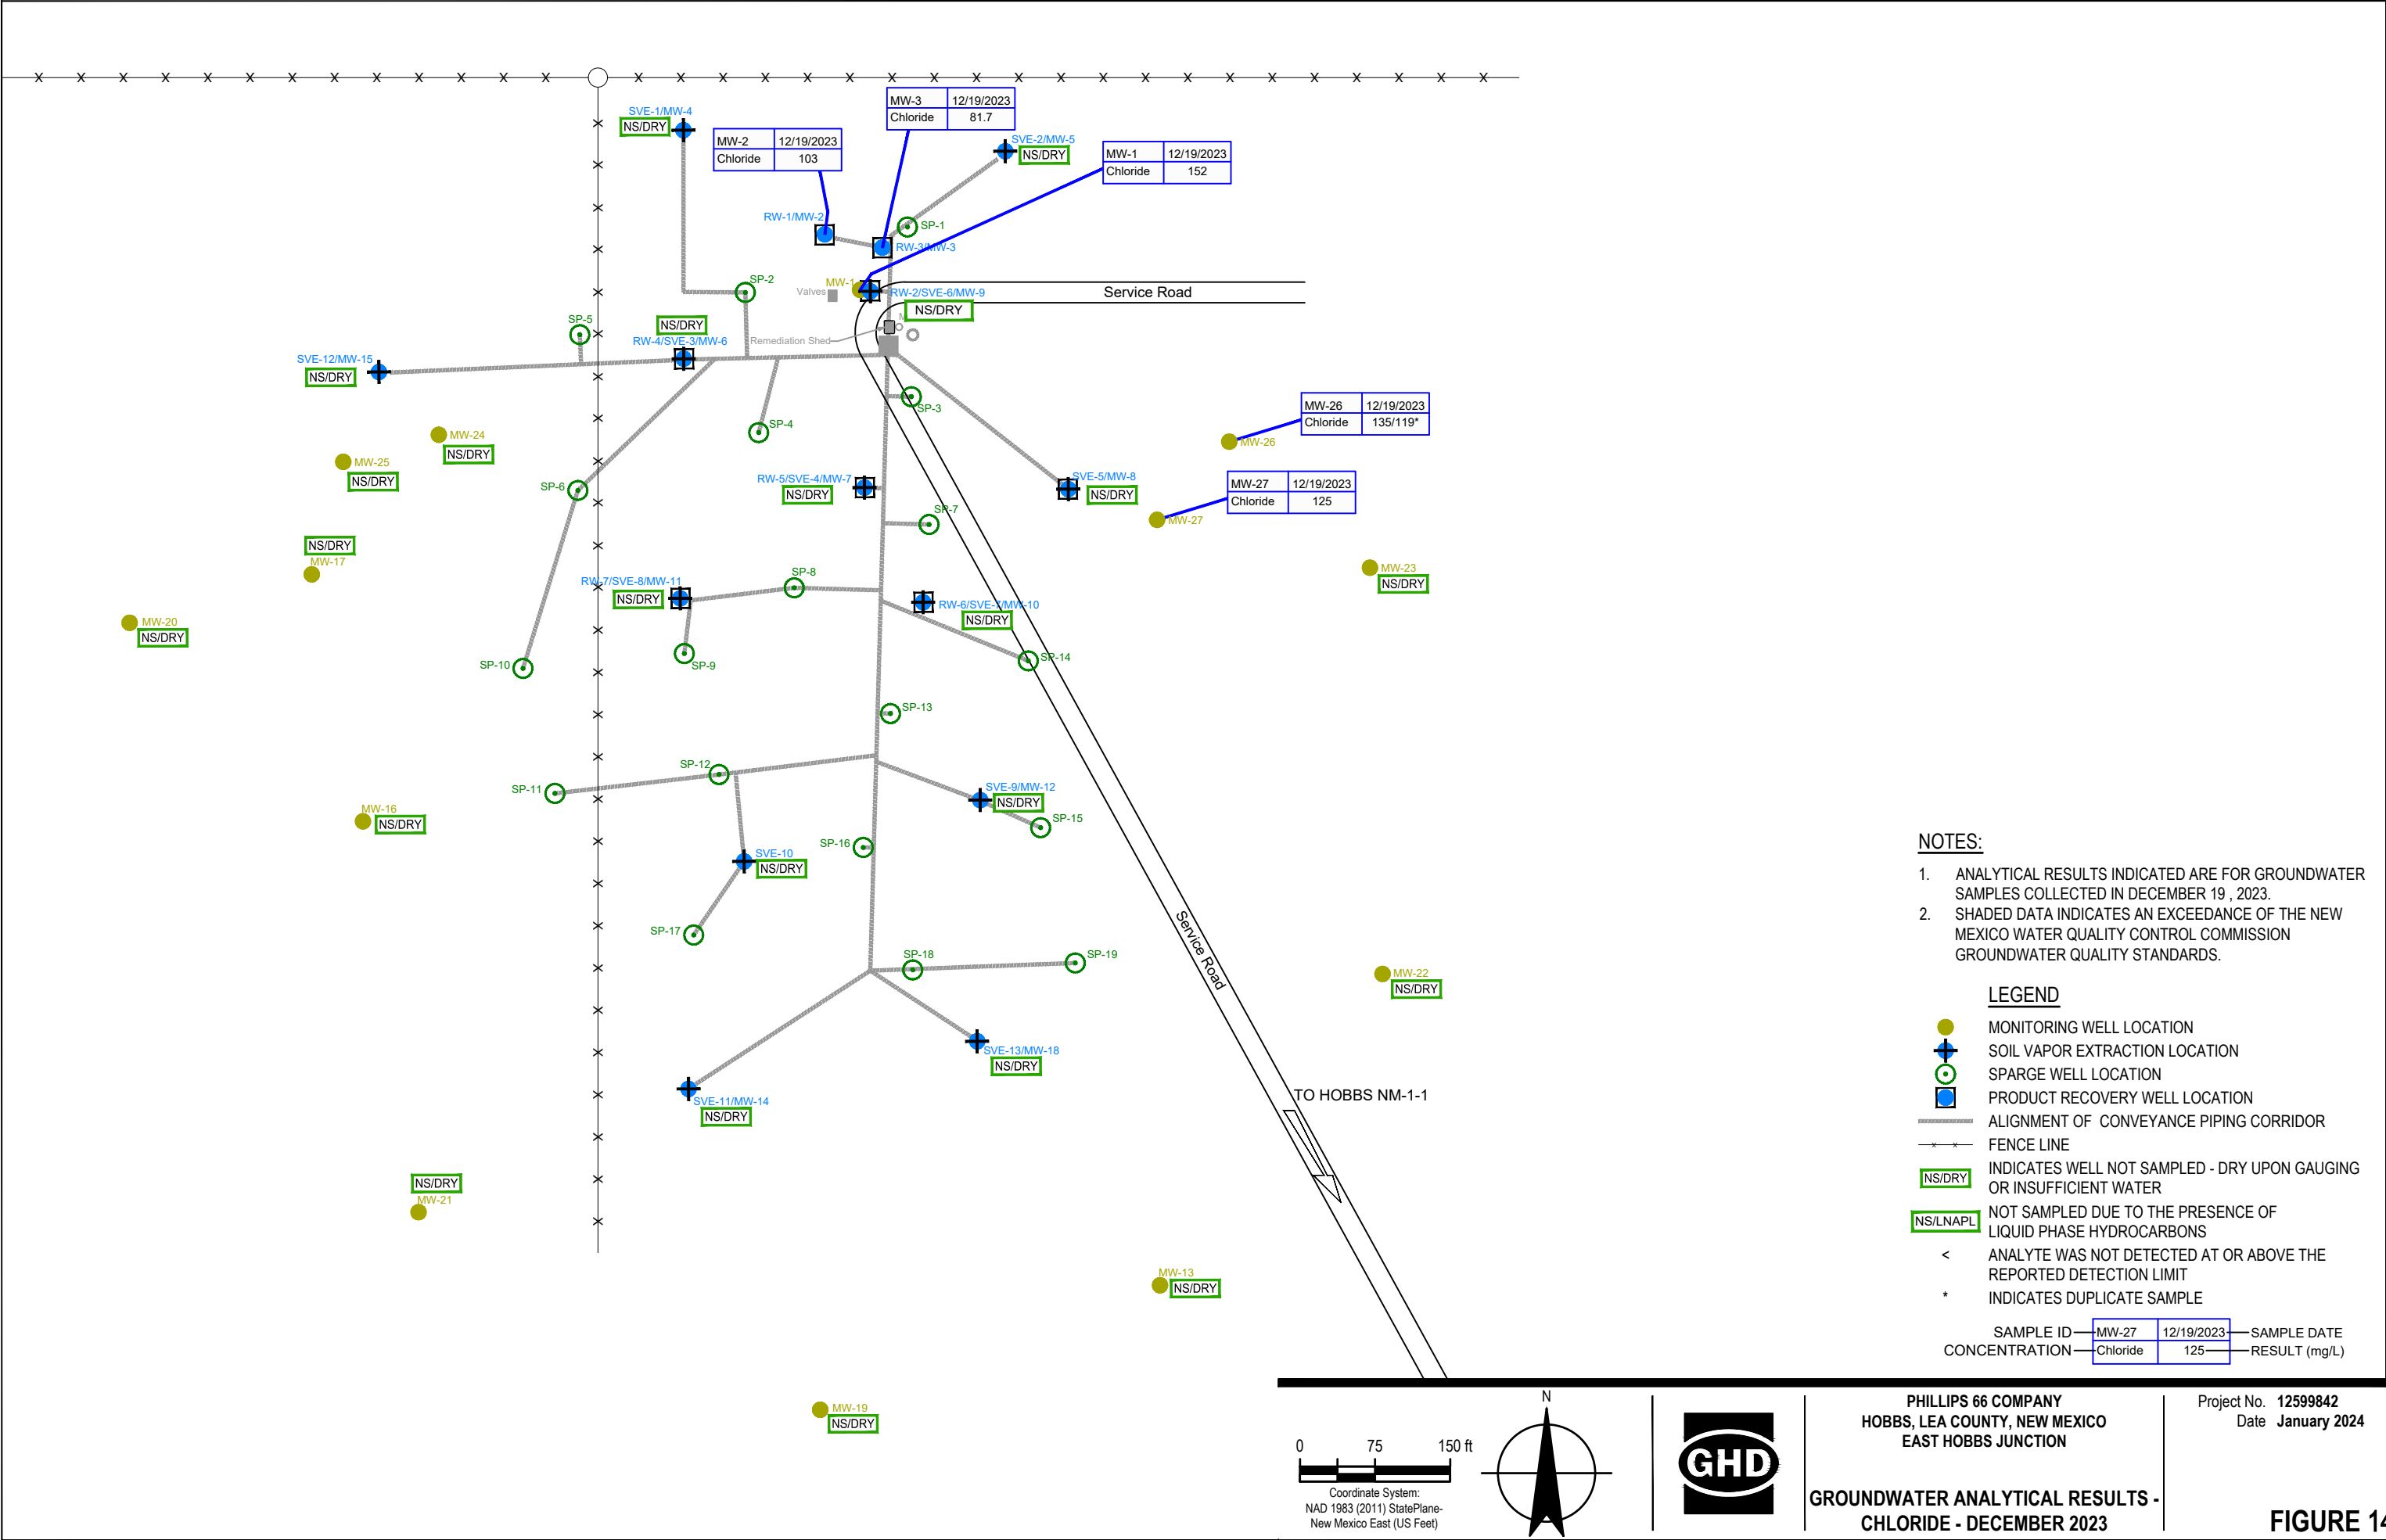 SVE-1/MW-4
NS/DRY
MW-2 12/19/2023
Chloride 103
MW-3 12/19/2023
Chloride 81.7
SVE-2/MW-5
NS/DRY
MW-1 12/19/2023
Chloride 152
RW-1/MW-2
SP-1
RW-3/MW-3
SP-2
Valves
MW-1
RW-2/SVE-6/MW-9
NS/DRY
Service Road
SP-5
NS/DRY
RW-4/SVE-3/MW-6
Remediation Shed
SVE-12/MW-15
NS/DRY
SP-3
SP-4
MW-26 12/19/2023
Chloride 135/119*
MW-26
MW-24
NS/DRY
MW-25
NS/DRY
SP-6
RW-5/SVE-4/MW-7
NS/DRY
SVE-5/MW-8
NS/DRY
MW-27 12/19/2023
Chloride 125
MW-27
SP-7
NS/DRY
MW-17
RW-7/SVE-8/MW-11
NS/DRY
SP-8
RW-6/SVE-7/MW-10
NS/DRY
MW-23
NS/DRY
MW-20
NS/DRY
SP-10
SP-9
SP-14
SP-13
SP-12
SP-11
SVE-9/MW-12
NS/DRY
SP-15
MW-16
NS/DRY
SP-16
SVE-10
NS/DRY
SP-17
Service Road
SP-18
SP-19
MW-22
NS/DRY
SVE-13/MW-18
NS/DRY
SVE-11/MW-14
NS/DRY
TO HOBBS NM-1-1
NS/DRY
MW-21
MW-13
NS/DRY
MW-19
NS/DRY
NOTES:
1. ANALYTICAL RESULTS INDICATED ARE FOR GROUNDWATER
SAMPLES COLLECTED IN DECEMBER 19 , 2023.
2. SHADED DATA INDICATES AN EXCEEDANCE OF THE NEW
MEXICO WATER QUALITY CONTROL COMMISSION
GROUNDWATER QUALITY STANDARDS.
LEGEND
MONITORING WELL LOCATION
SOIL VAPOR EXTRACTION LOCATION
SPARGE WELL LOCATION
PRODUCT RECOVERY WELL LOCATION
ALIGNMENT OF CONVEYANCE PIPING CORRIDOR
FENCE LINE
NS/DRY INDICATES WELL NOT SAMPLED - DRY UPON GAUGING
OR INSUFFICIENT WATER
NS/LNAPL NOT SAMPLED DUE TO THE PRESENCE OF
LIQUID PHASE HYDROCARBONS
< ANALYTE WAS NOT DETECTED AT OR ABOVE THE
REPORTED DETECTION LIMIT
* INDICATES DUPLICATE SAMPLE
SAMPLE ID MW-27 12/19/2023 SAMPLE DATE
CONCENTRATION Chloride 125 RESULT (mg/L)
0 75 150 ft
Coordinate System:
NAD 1983 (2011) StatePlane-
New Mexico East (US Feet)
N
GHD
PHILLIPS 66 COMPANY
HOBBS, LEA COUNTY, NEW MEXICO
EAST HOBBS JUNCTION
GROUNDWATER ANALYTICAL RESULTS -
CHLORIDE - DECEMBER 2023
Project No. 12599842
Date January 2024
FIGURE 14